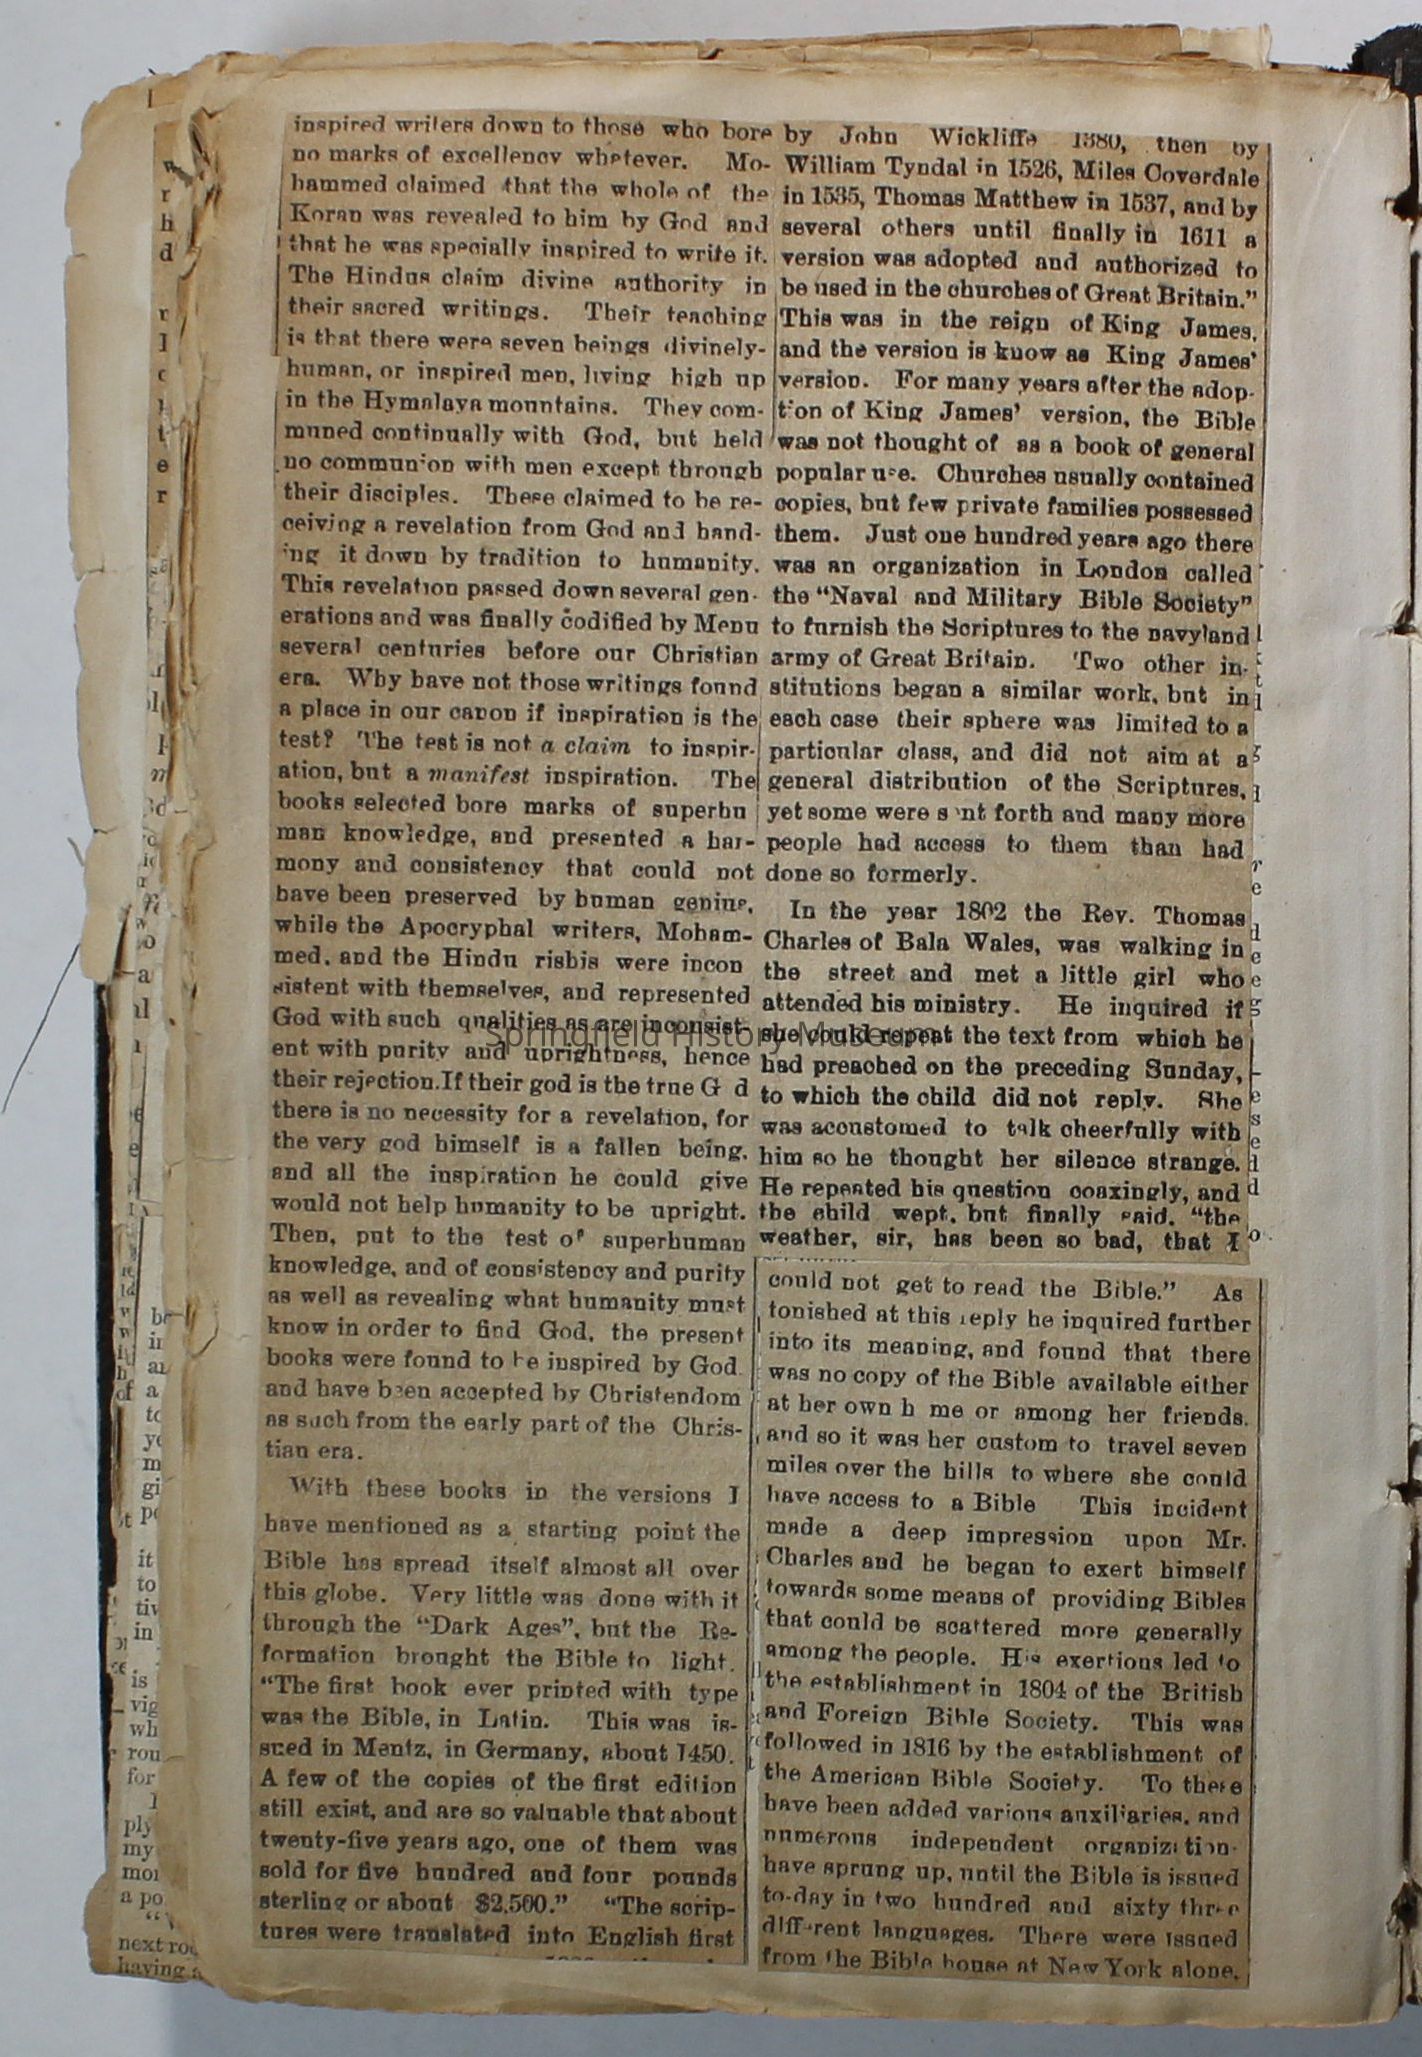 inspired writers down to those who bore
no marks of excellency whetever. Mo-
hammed claimed that the whole of the
Koran was revealed to him by God and
that he was specially inspired to write it.
The Hindus claim divine authority in
their sacred writings. Their teaching
is that there were seven beings divinely-
human, or inspired men, living high up
in the Hymalaya mountains. They com-
muned continually with God, but held
no communion with men except through
their disciples. These claimed to be re-
ceiving a revelation from God and hand-
ing it down by tradition to humanity.
This revelation passed down several gen-
erations and was finally codified by Menu
several centuries before our Christian
era. Why have not those writings found
a place in our canon if inspiration is the
test? The test is not a claim to inspir-
ation, but a manifest inspiration. The
books selected bore marks of superhu
man knowledge, and presented a har-
mony and consistency that could not
have been preserved by human genius,
while the Apocryphal writers, Moham-
med, and the Hindu rishis were incon
sistent with themselves, and represented
God with such qualities as are inconsist-
ent with purity and uprightness, hence
their rejection. If their god is the true G d
there is no necessity for a revelation, for
the very god himself is a fallen being,
and all the inspiration he could give
would not help humanity to be upright.
Then, put to the test of superhuman
knowledge, and of consistency and purity
as well as revealing what humanity must
know in order to find God, the present
books were found to be inspired by God
and have been accepted by Christendom
as such from the early part of the Chris-
tian era.
With these books in the versions I
have mentioned as a starting point the
Bible has spread itself almost all over
this globe. Very little was done with it
through the "Dark Ages", but the Re-
formation brought the Bible to light.
"The first book ever printed with type
was the Bible, in Latin. This was is-
sued in Mentz, in Germany, about 1450.
A few of the copies of the first edition
still exist, and are so valuable that about
twenty-five years ago, one of them was
sold for five hundred and four pounds
sterling or about $2,500." "The scrip-
tures were translated into English first
by John Wickliffe 1380, then by
William Tyndal in 1526, Miles Coverdale
in 1535, Thomas Matthew in 1537, and by
several others until finally in 1611 a
version was adopted and authorized to
be used in the churches of Great Britain."
This was in the reign of King James,
and the version is know as King James'
version. For many years after the adop-
tion of King James' version, the Bible
was not thought of as a book of general
popular use. Churches usually contained
copies, but few private families possessed
them. Just one hundred years ago there
was an organization in London called
the "Naval and Military Bible Society"
to furnish the Scriptures to the navyland
army of Great Britain. Two other in-
stitutions began a similar work, but in
each case their sphere was limited to a
particular class, and did not aim at a
general distribution of the Scriptures,
yet some were sent forth and many more
people had access to them than had
done so formerly.
In the year 1802 the Rev. Thomas
Charles of Bala Wales, was walking in
the street and met a little girl who
attended his ministry. He inquired if
she could repeat the text from which he
had preached on the preceding Sunday,
to which the child did not reply. She
was accustomed to talk cheerfully with
him so he thought her silence strange.
He repeated his question coaxingly, and
the child wept, but finally said, "the
weather, sir, has been so bad, that I
could not get to read the Bible." As
tonished at this reply he inquired further
into its meaning, and found that there
was no copy of the Bible available either
at her own h me or among her friends,
and so it was her custom to travel seven
miles over the hills to where she could
have access to a Bible This incident
made a deep impression upon Mr.
Charles and he began to exert himself
towards some means of providing Bibles
that could be scattered more generally
among the people. His exertions led to
the establishment in 1804 of the British
and Foreign Bible Society. This was
followed in 1816 by the establishment of
the American Bible Society. To these
have been added various auxiliaries, and
numerous independent organization
have sprung up, until the Bible is issued
to-day in two hundred and sixty three
different languages. There were issued
from the Bible house at New York alone,
Springfield History Museum
it
to
in
is
wh
rou
for
ply
my
a po
next
having a